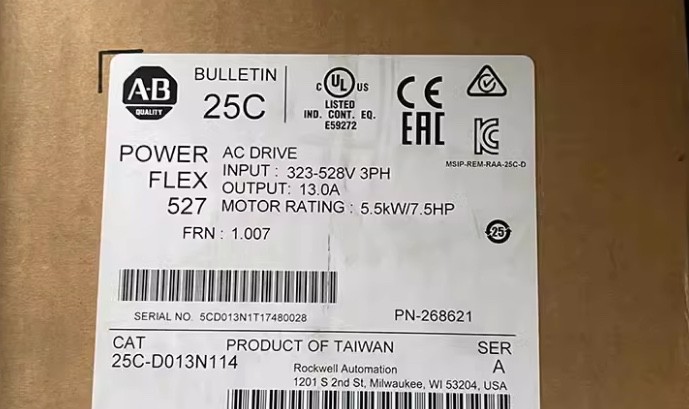 A-B
QUALITY
BULLETIN
25C
C UL US
LISTED
IND. CONT. EQ.
E59272
CE
EAC
MSIP-REM-RAA-25C-D
POWER
FLEX
527
AC DRIVE
INPUT : 323-528V 3PH
OUTPUT: 13.0A
MOTOR RATING : 5.5kW/7.5HP
FRN : 1.007
25
SERIAL NO. 5CD013N1T17480028
PN-268621
CAT
25C-D013N114
PRODUCT OF TAIWAN
SER
A
Rockwell Automation
1201 S 2nd St, Milwaukee, WI 53204, USA